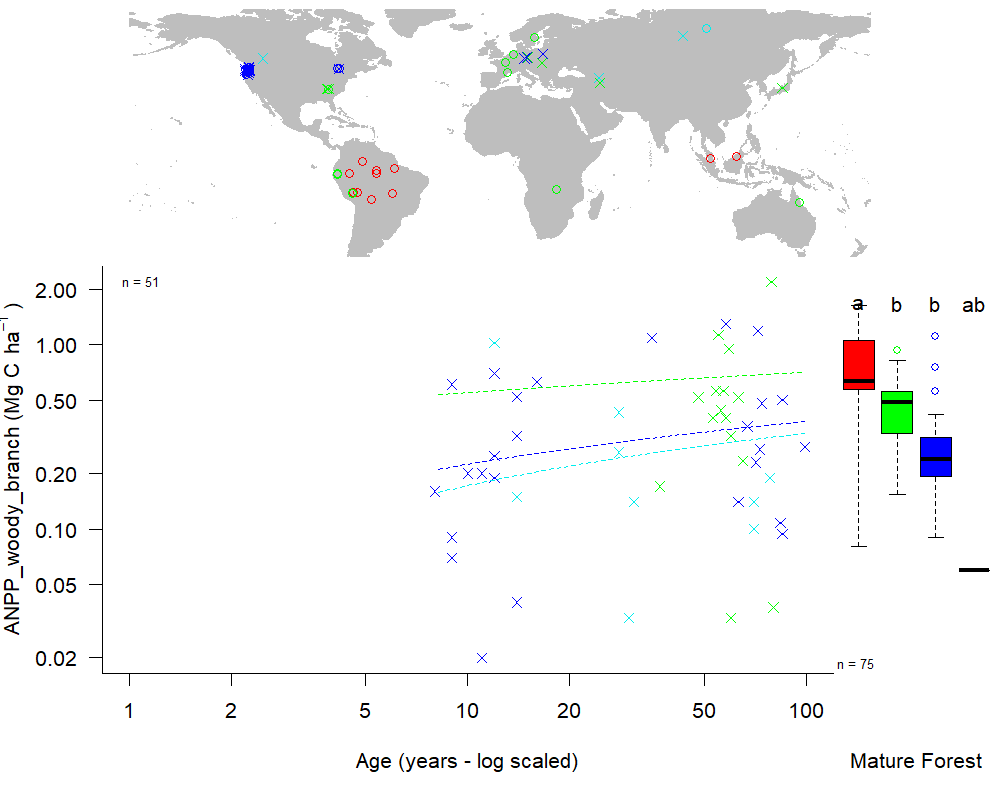 n = 51
ANPP_woody_branch (Mg C ha⁻¹ )
2.00
1.00
0.50
0.20
0.10
0.05
0.02
a b b ab
n = 75
1 2 5 10 20 50 100
Age (years - log scaled)
Mature Forest